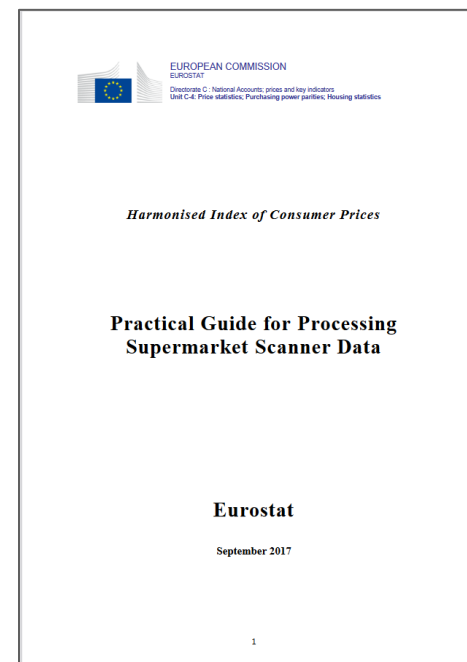 EUROPEAN COMMISSION
EUROSTAT
Directorate C : National Accounts; prices and key indicators
Unit C-4: Price statistics; Purchasing power parities; Housing statistics
Harmonised Index of Consumer Prices
Practical Guide for Processing
Supermarket Scanner Data
Eurostat
September 2017
1